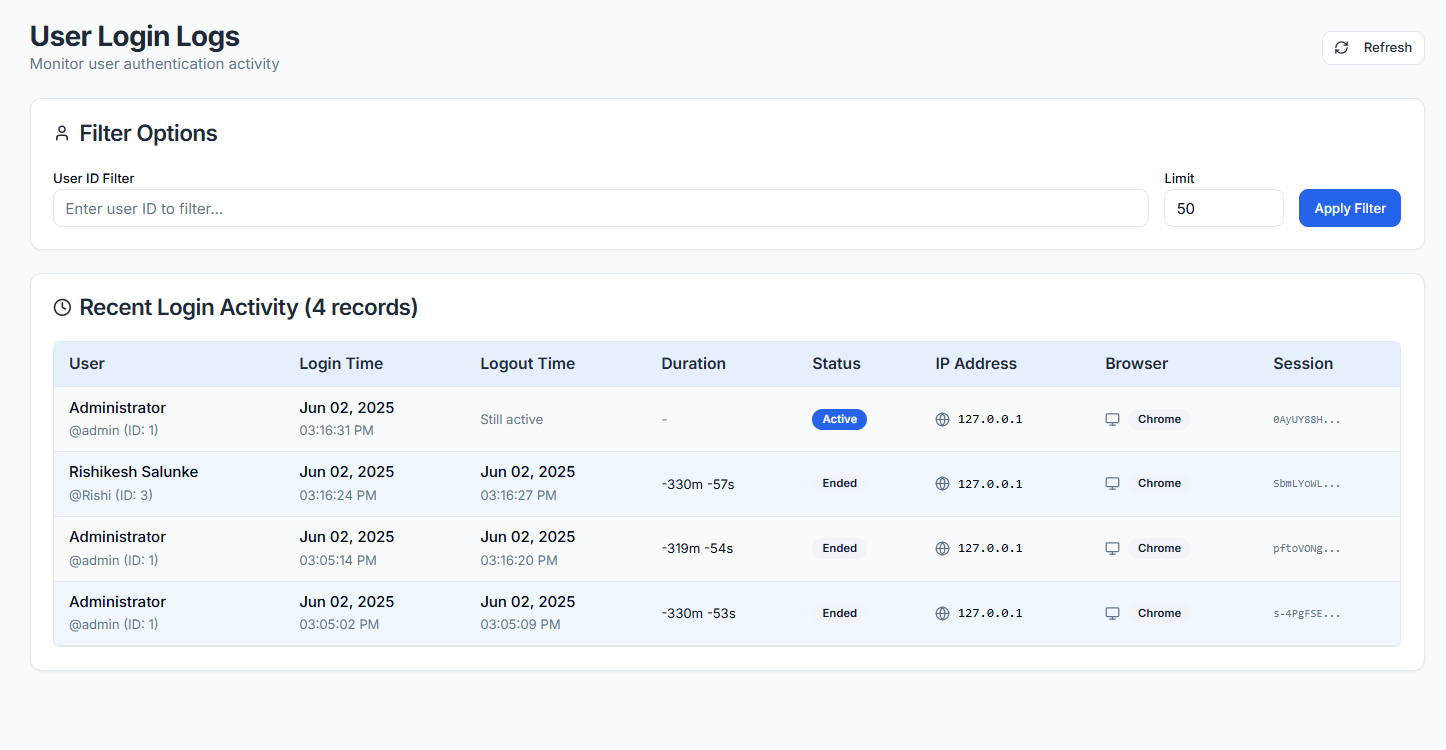 User Login Logs
Monitor user authentication activity
Refresh
Filter Options
User ID Filter
Limit
Enter user ID to filter...
50
Apply Filter
Recent Login Activity (4 records)
User Login Time Logout Time Duration Status IP Address Browser Session
Administrator Jun 02, 2025
@admin (ID: 1) 03:16:31 PM Still active - Active 127.0.0.1 Chrome 0AyUY88H...
Rishikesh Salunke Jun 02, 2025 Jun 02, 2025
@Rishi (ID: 3) 03:16:24 PM 03:16:27 PM -330m -57s Ended 127.0.0.1 Chrome SbmLYoWL...
Administrator Jun 02, 2025 Jun 02, 2025
@admin (ID: 1) 03:05:14 PM 03:16:20 PM -319m -54s Ended 127.0.0.1 Chrome pftoVONg...
Administrator Jun 02, 2025 Jun 02, 2025
@admin (ID: 1) 03:05:02 PM 03:05:09 PM -330m -53s Ended 127.0.0.1 Chrome s-4PgFSE...